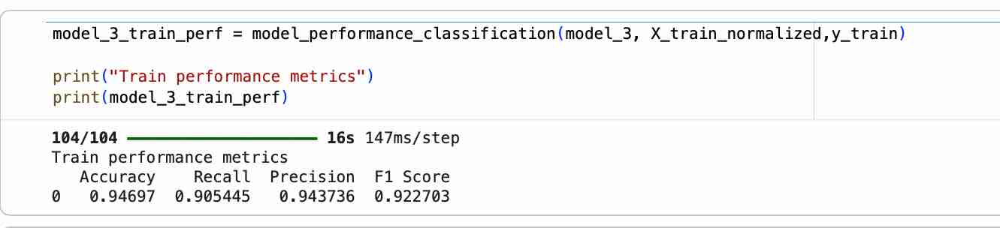 model_3_train_perf = model_performance_classification(model_3, X_train_normalized,y_train)
print("Train performance metrics")
print(model_3_train_perf)
104/104 16s 147ms/step
Train performance metrics
Accuracy Recall Precision F1 Score
0 0.94697 0.905445 0.943736 0.922703